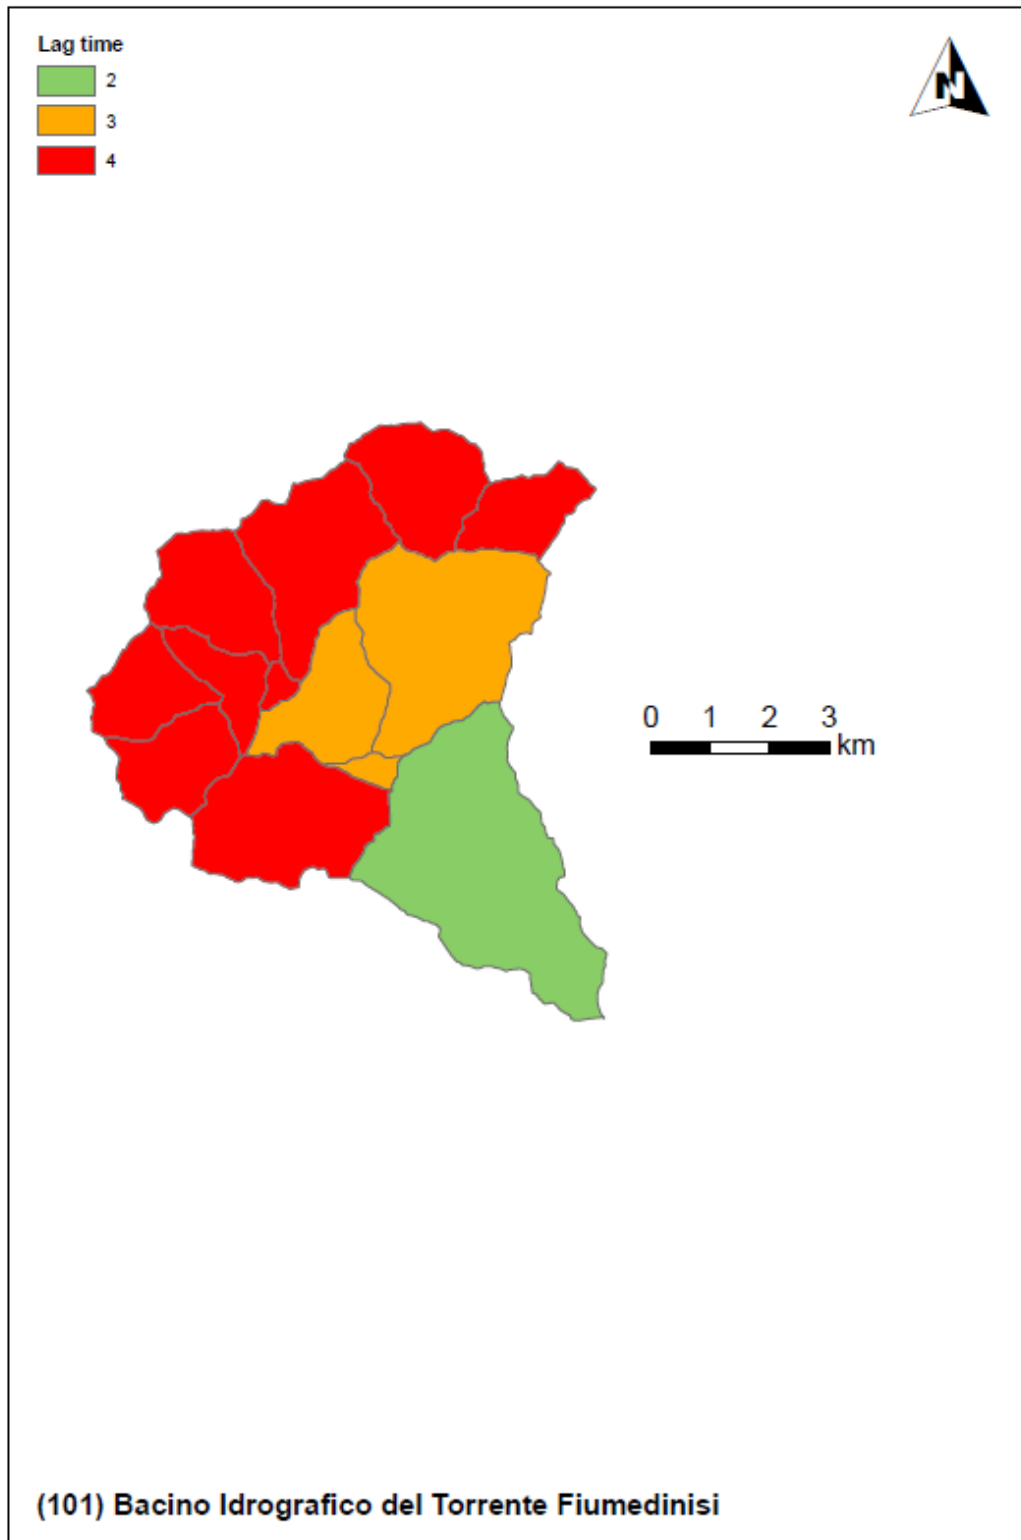 Lag time
2
3
4
N
0 1 2 3
km
(101) Bacino Idrografico del Torrente Fiumedinisi